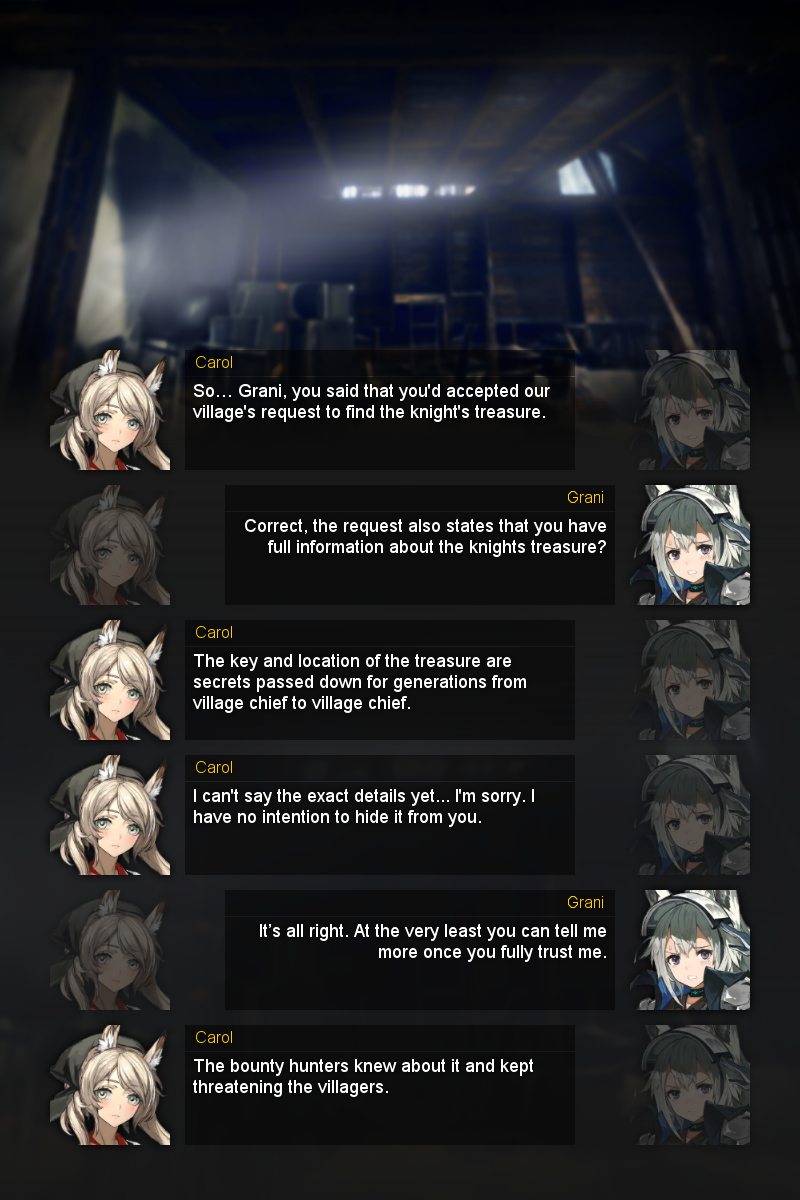 Carol
So... Grani, you said that you'd accepted our
village's request to find the knight's treasure.
Grani
Correct, the request also states that you have
full information about the knights treasure?
Carol
The key and location of the treasure are
secrets passed down for generations from
village chief to village chief.
Carol
I can't say the exact details yet... I'm sorry. I
have no intention to hide it from you.
Grani
It's all right. At the very least you can tell me
more once you fully trust me.
Carol
The bounty hunters knew about it and kept
threatening the villagers.